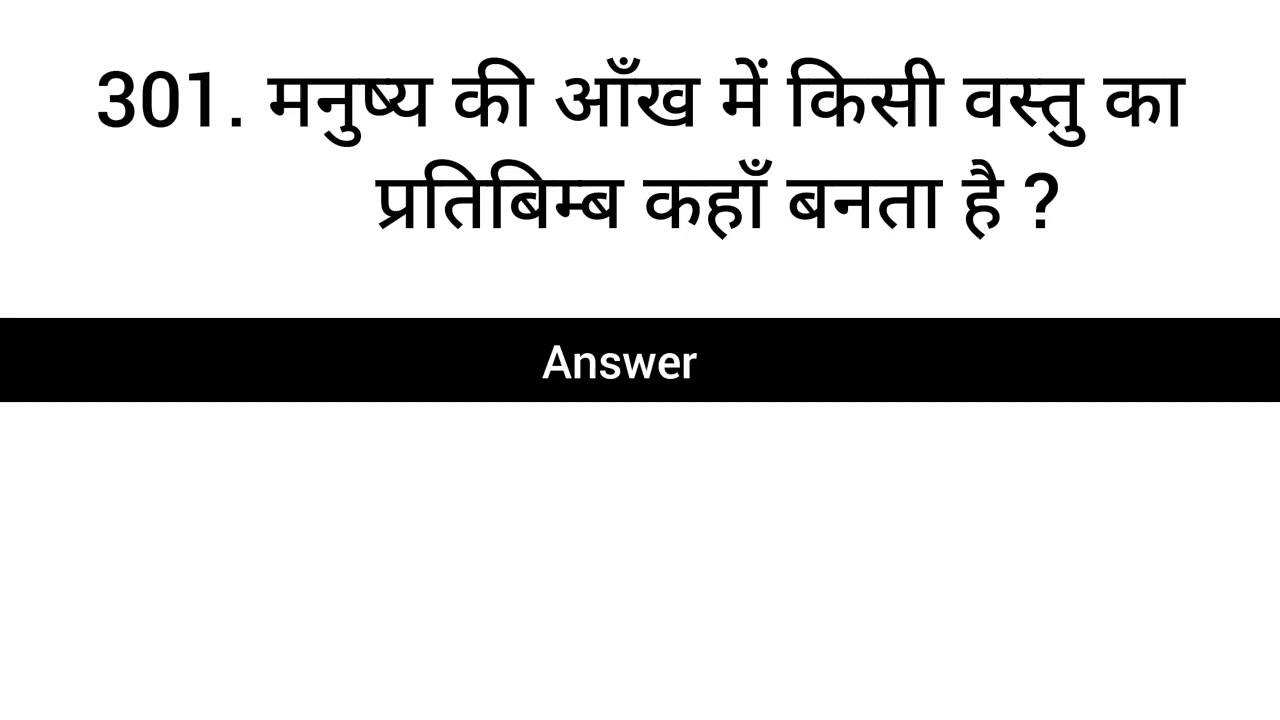 301. मनुष्य की आँख में किसी वस्तु का
प्रतिबिम्ब कहाँ बनता है ?
Answer